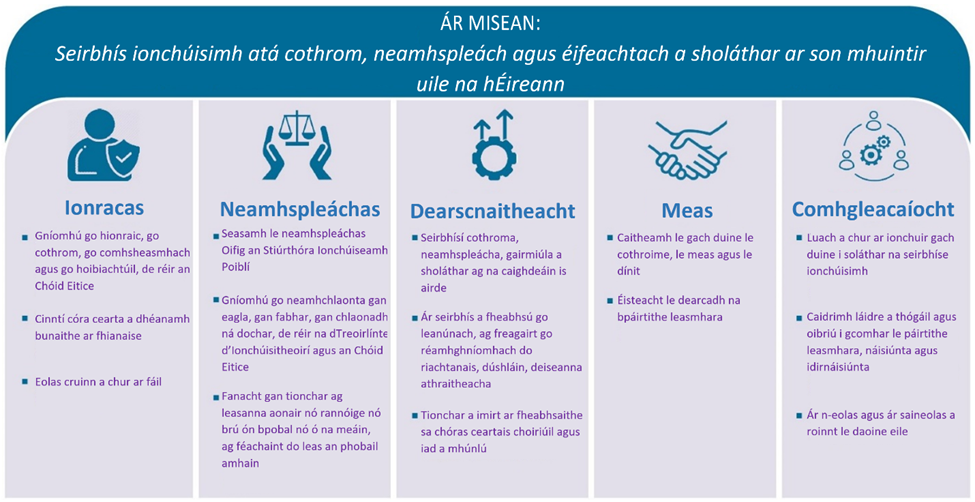 ÁR MISEAN:
Seirbhís ionchúisimh atá cothrom, neamhspleách agus éifeachtach a sholáthar ar son mhuintir
uile na hÉireann
Ionracas
Gníomhú go hionraic, go
cothrom, go comhsheasmhach
agus go hoibiachtúil, de réir an
Chóid Eitice
Cinntí córa cearta a dhéanamh
bunaithe ar fhianaise
Eolas cruinn a chur ar fáil
Neamhspleáchas
Seasamh le neamhspleáchas
Oifig an Stiúrthóra Ionchúiseamh
Poiblí
Gníomhú go neamhchlaonta gan
eagla, gan fabhar, gan chlaonadh
ná dochar, de réir na dTreoirlínte
d'Ionchúisitheoirí agus an Chóid
Eitice
Fanacht gan tionchar ag
leasanna aonair nó rannóige nó
brú ón bpobal nó ó na meáin,
ag féachaint do leas an phobail
amhain
Dearscnaitheacht
Seirbhísí cothroma,
neamhspleácha, gairmiúla a
sholáthar ag na caighdeáin is
airde
Ár seirbhís a fheabhsú go
leanúnach, ag freagairt go
réamhghníomhach do
riachtanais, dúshláin, deiseanna
athraitheacha
Tionchar a imirt ar fheabhsaithe
sa chóras ceartais choiriúil agus
iad a mhúnlú
Meas
Caitheamh le gach duine le
cothroime, le meas agus le
dínit
Éisteacht le dearcadh na
bpáirtithe leasmhara
Comhgleacaíocht
Luach a chur ar ionchuir gach
duine i soláthar na seirbhíse
ionchúisimh
Caidrimh láidre a thógáil agus
oibriú i gcomhar le páirtithe
leasmhara, náisiúnta agus
idirnáisiúnta
Ár n-eolas agus ár saineolas a
roinnt le daoine eile